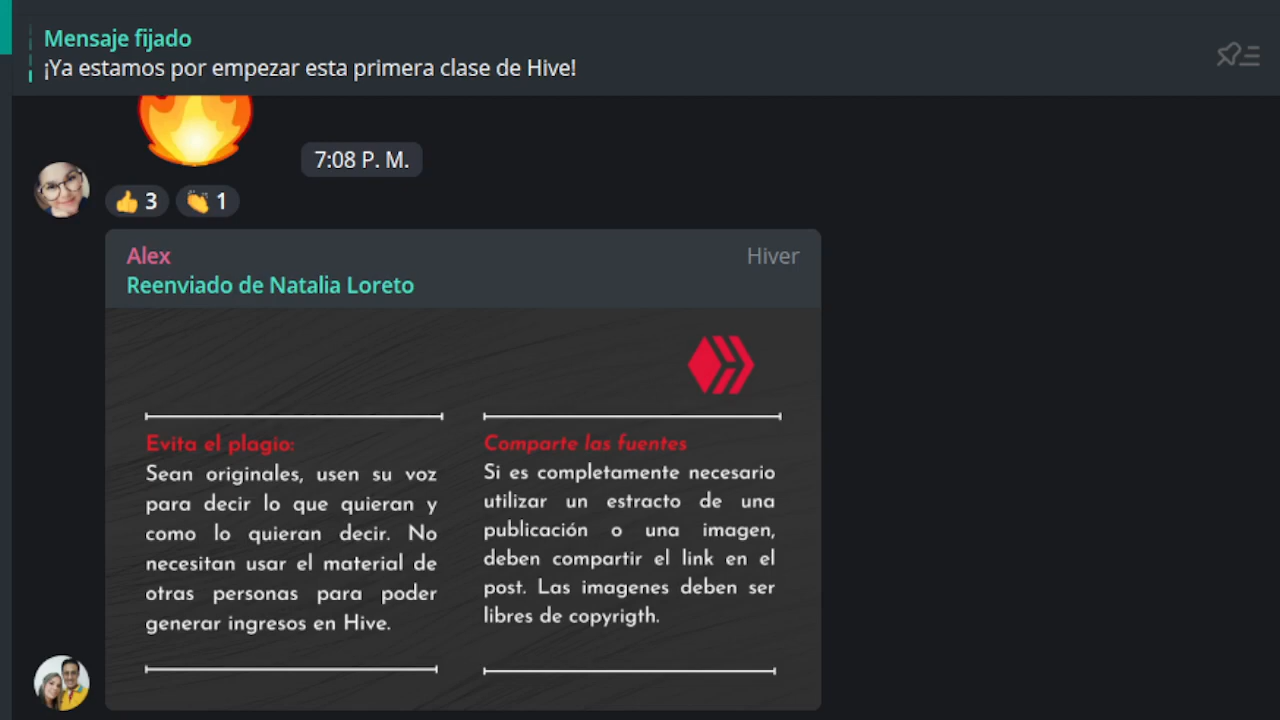 Mensaje fijado
¡Ya estamos por empezar esta primera clase de Hive!
7:08 P. M.
3
1
Alex
Hiver
Reenviado de Natalia Loreto
Evita el plagio:
Sean originales, usen su voz
para decir lo que quieran y
como lo quieran decir. No
necesitan usar el material de
otras personas para poder
generar ingresos en Hive.
Comparte las fuentes
Si es completamente necesario
utilizar un estracto de una
publicación o una imagen,
deben compartir el link en el
post. Las imagenes deben ser
libres de copyrigth.